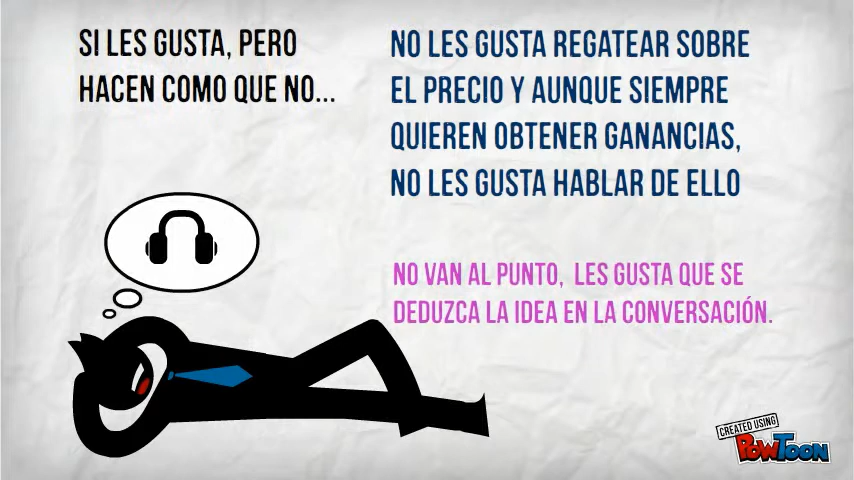 SI LES GUSTA, PERO
HACEN COMO QUE NO...
NO LES GUSTA REGATEAR SOBRE
EL PRECIO Y AUNQUE SIEMPRE
QUIEREN OBTENER GANANCIAS,
NO LES GUSTA HABLAR DE ELLO
NO VAN AL PUNTO, LES GUSTA QUE SE
DEDUZCA LA IDEA EN LA CONVERSACIÓN.
CREATED USING
POWTOON